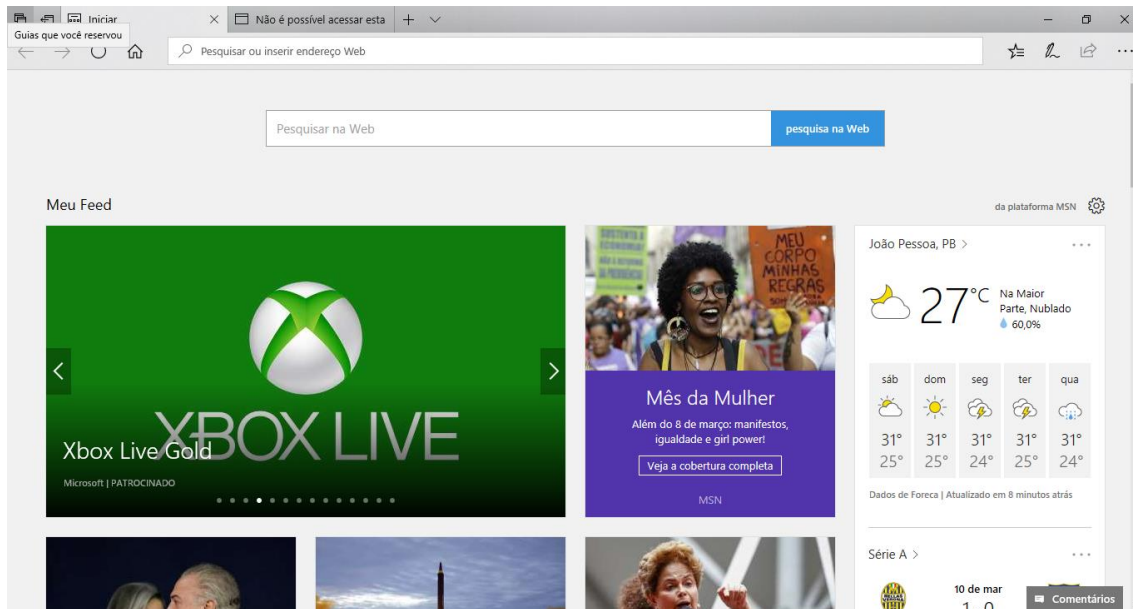 Iniciar
Não é possível acessar esta
Guias que você reservou
Pesquisar ou inserir endereço Web
Pesquisar na Web
pesquisa na Web
Meu Feed
da plataforma MSN
XBOX LIVE
Xbox Live Gold
Microsoft | PATROCINADO
MEU
CORPO
MINHAS
REGRAS
Mês da Mulher
Além do 8 de março: manifestos,
igualdade e girl power!
Veja a cobertura completa
MSN
João Pessoa, PB >
27°C
Na Maior
Parte, Nublado
60,0%
sáb dom seg ter qua
31° 31° 31° 31° 31°
25° 25° 24° 25° 24°
Dados de Foreca | Atualizado em 8 minutos atrás
Série A >
10 de mar
Comentários